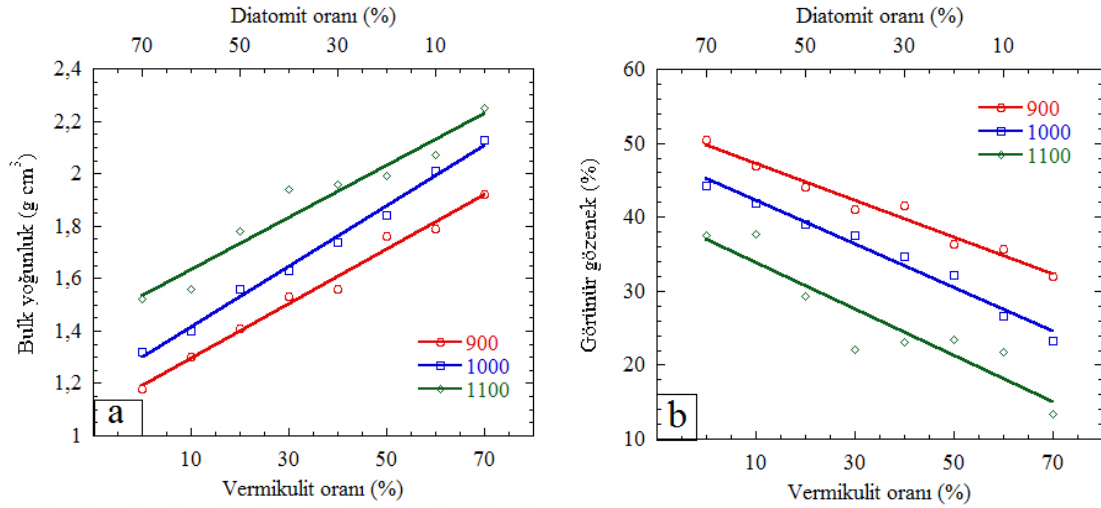 Diatomit oranı (%)
70 50 30 10
2,4
2,2
2
1,8
1,6
1,4
1,2
1
Bulk yoğunluk (g cm³)
900
1000
1100
a
10 30 50 70
Vermikulit oranı (%)
Diatomit oranı (%)
70 50 30 10
60
50
40
30
20
10
Görünür gözenek (%)
900
1000
1100
b
10 30 50 70
Vermikulit oranı (%)